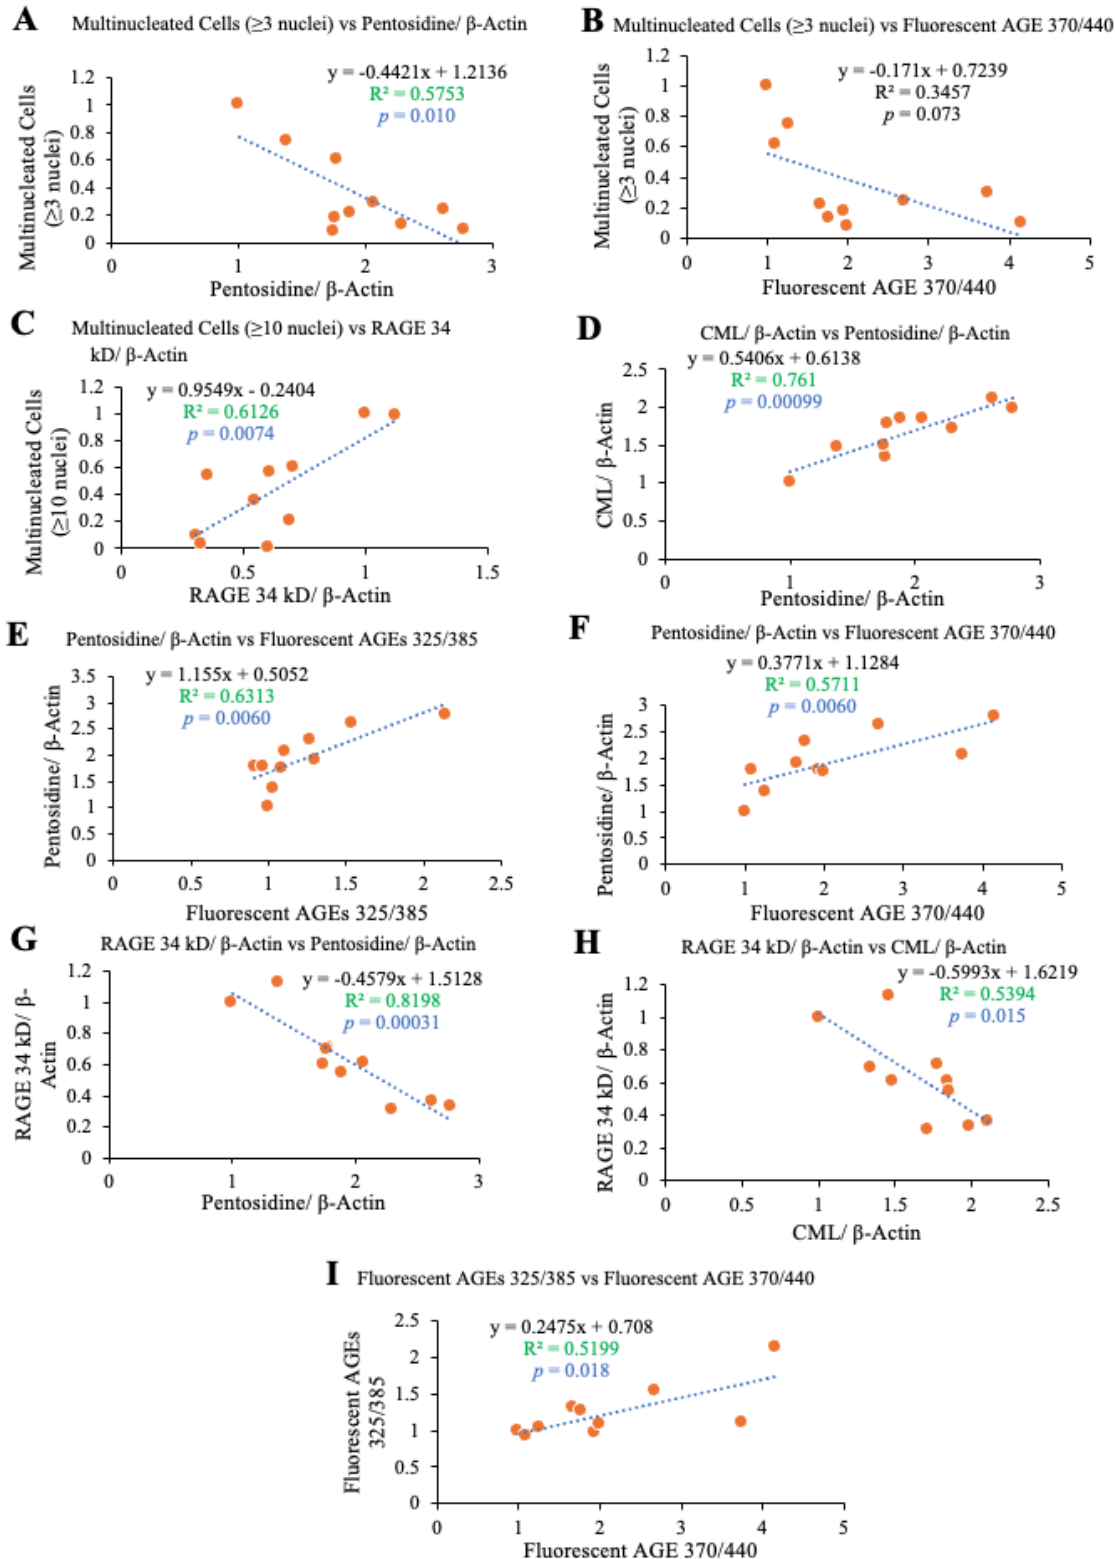 A Multinucleated Cells (≥3 nuclei) vs Pentosidine/ β-Actin
y = -0.4421x + 1.2136
R² = 0.5753
p = 0.010
Multinucleated Cells
(≥3 nuclei)
1.2
1
0.8
0.6
0.4
0.2
0
0 1 2 3
Pentosidine/ β-Actin
B Multinucleated Cells (≥3 nuclei) vs Fluorescent AGE 370/440
y = -0.171x + 0.7239
R² = 0.3457
p = 0.073
Multinucleated Cells
(≥3 nuclei)
1.2
1
0.8
0.6
0.4
0.2
0
0 1 2 3 4 5
Fluorescent AGE 370/440
C Multinucleated Cells (≥10 nuclei) vs RAGE 34
kD/ β-Actin
y = 0.9549x - 0.2404
R² = 0.6126
p = 0.0074
Multinucleated Cells
(≥10 nuclei)
1.2
1
0.8
0.6
0.4
0.2
0
0 0.5 1 1.5
RAGE 34 kD/ β-Actin
D CML/ β-Actin vs Pentosidine/ β-Actin
y = 0.5406x + 0.6138
R² = 0.761
p = 0.00099
CML/ β-Actin
2.5
2
1.5
1
0.5
0
0 1 2 3
Pentosidine/ β-Actin
E Pentosidine/ β-Actin vs Fluorescent AGEs 325/385
y = 1.155x + 0.5052
R² = 0.6313
p = 0.0060
Pentosidine/ β-Actin
3.5
3
2.5
2
1.5
1
0.5
0
0 0.5 1 1.5 2 2.5
Fluorescent AGEs 325/385
F Pentosidine/ β-Actin vs Fluorescent AGE 370/440
y = 0.3771x + 1.1284
R² = 0.5711
p = 0.0060
Pentosidine/ β-Actin
3
2.5
2
1.5
1
0.5
0
0 1 2 3 4 5
Fluorescent AGE 370/440
G RAGE 34 kD/ β-Actin vs Pentosidine/ β-Actin
y = -0.4579x + 1.5128
R² = 0.8198
p = 0.00031
RAGE 34 kD/ β-
Actin
1.2
1
0.8
0.6
0.4
0.2
0
0 1 2 3
Pentosidine/ β-Actin
H RAGE 34 kD/ β-Actin vs CML/ β-Actin
y = -0.5993x + 1.6219
R² = 0.5394
p = 0.015
RAGE 34 kD/ β-Actin
1.2
1
0.8
0.6
0.4
0.2
0
0 0.5 1 1.5 2 2.5
CML/ β-Actin
I Fluorescent AGEs 325/385 vs Fluorescent AGE 370/440
y = 0.2475x + 0.708
R² = 0.5199
p = 0.018
Fluorescent AGEs
325/385
2.5
2
1.5
1
0.5
0
0 1 2 3 4 5
Fluorescent AGE 370/440